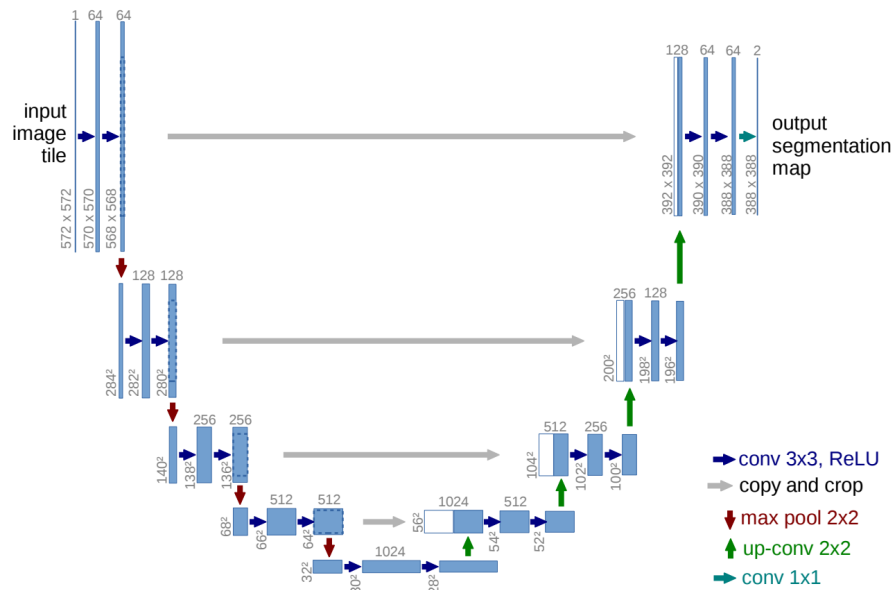 1 64 64
input
image
tile
572 x 572
570 x 570
568 x 568
128 64 64 2
output
segmentation
map
392 x 392
390 x 390
388 x 388
388 x 388
128 128
284²
282²
280²
256 128
200²
198²
196²
256 256
140²
138²
136²
512 256
104²
102²
100²
512 512
68²
66²
64²
1024 512
56²
54²
52²
1024
32²
conv 3x3, ReLU
copy and crop
max pool 2x2
up-conv 2x2
conv 1x1